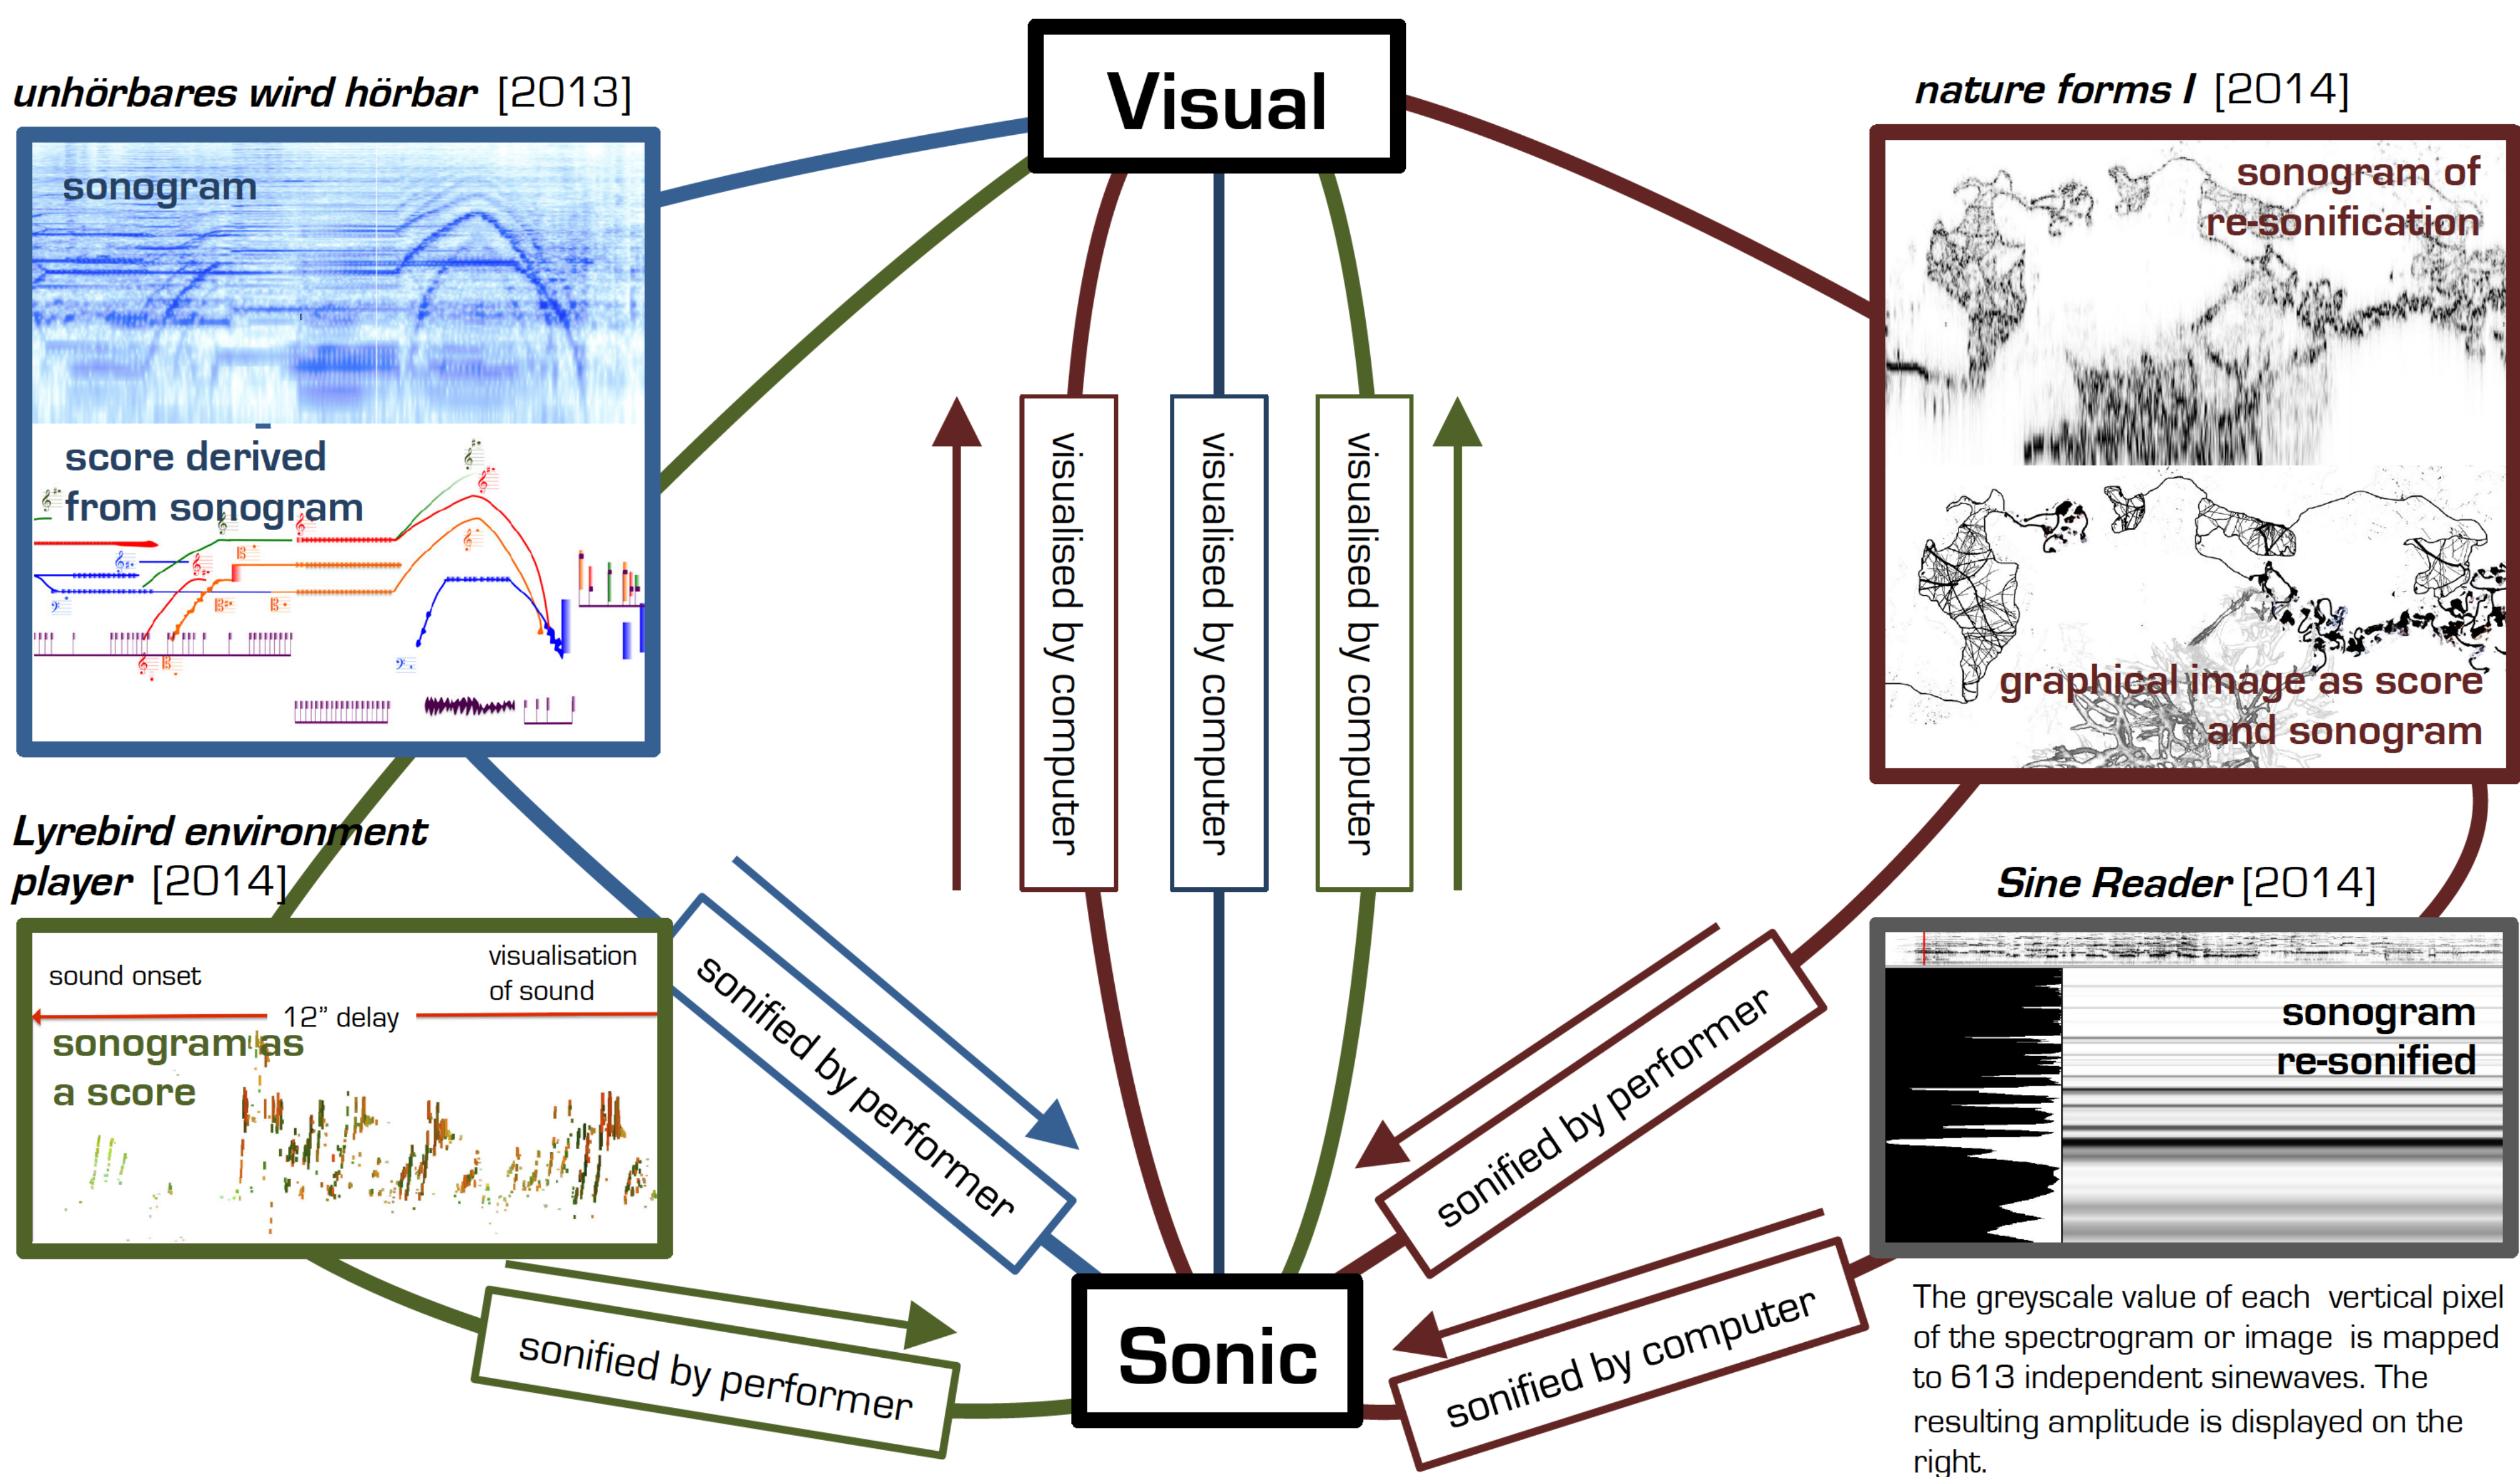 Visual
unhörbares wird hörbar [2013]
sonogram
score derived
from sonogram
nature forms I [2014]
sonogram of
re-sonification
graphical image as score
and sonogram
visualised by computer
visualised by computer
visualised by computer
Lyrebird environment
player [2014]
sound onset
visualisation
of sound
12” delay
sonogram as
a score
sonified by performer
sonified by performer
sonified by performer
sonified by computer
Sine Reader [2014]
sonogram
re-sonified
Sonic
The greyscale value of each vertical pixel
of the spectrogram or image is mapped
to 613 independent sinewaves. The
resulting amplitude is displayed on the
right.